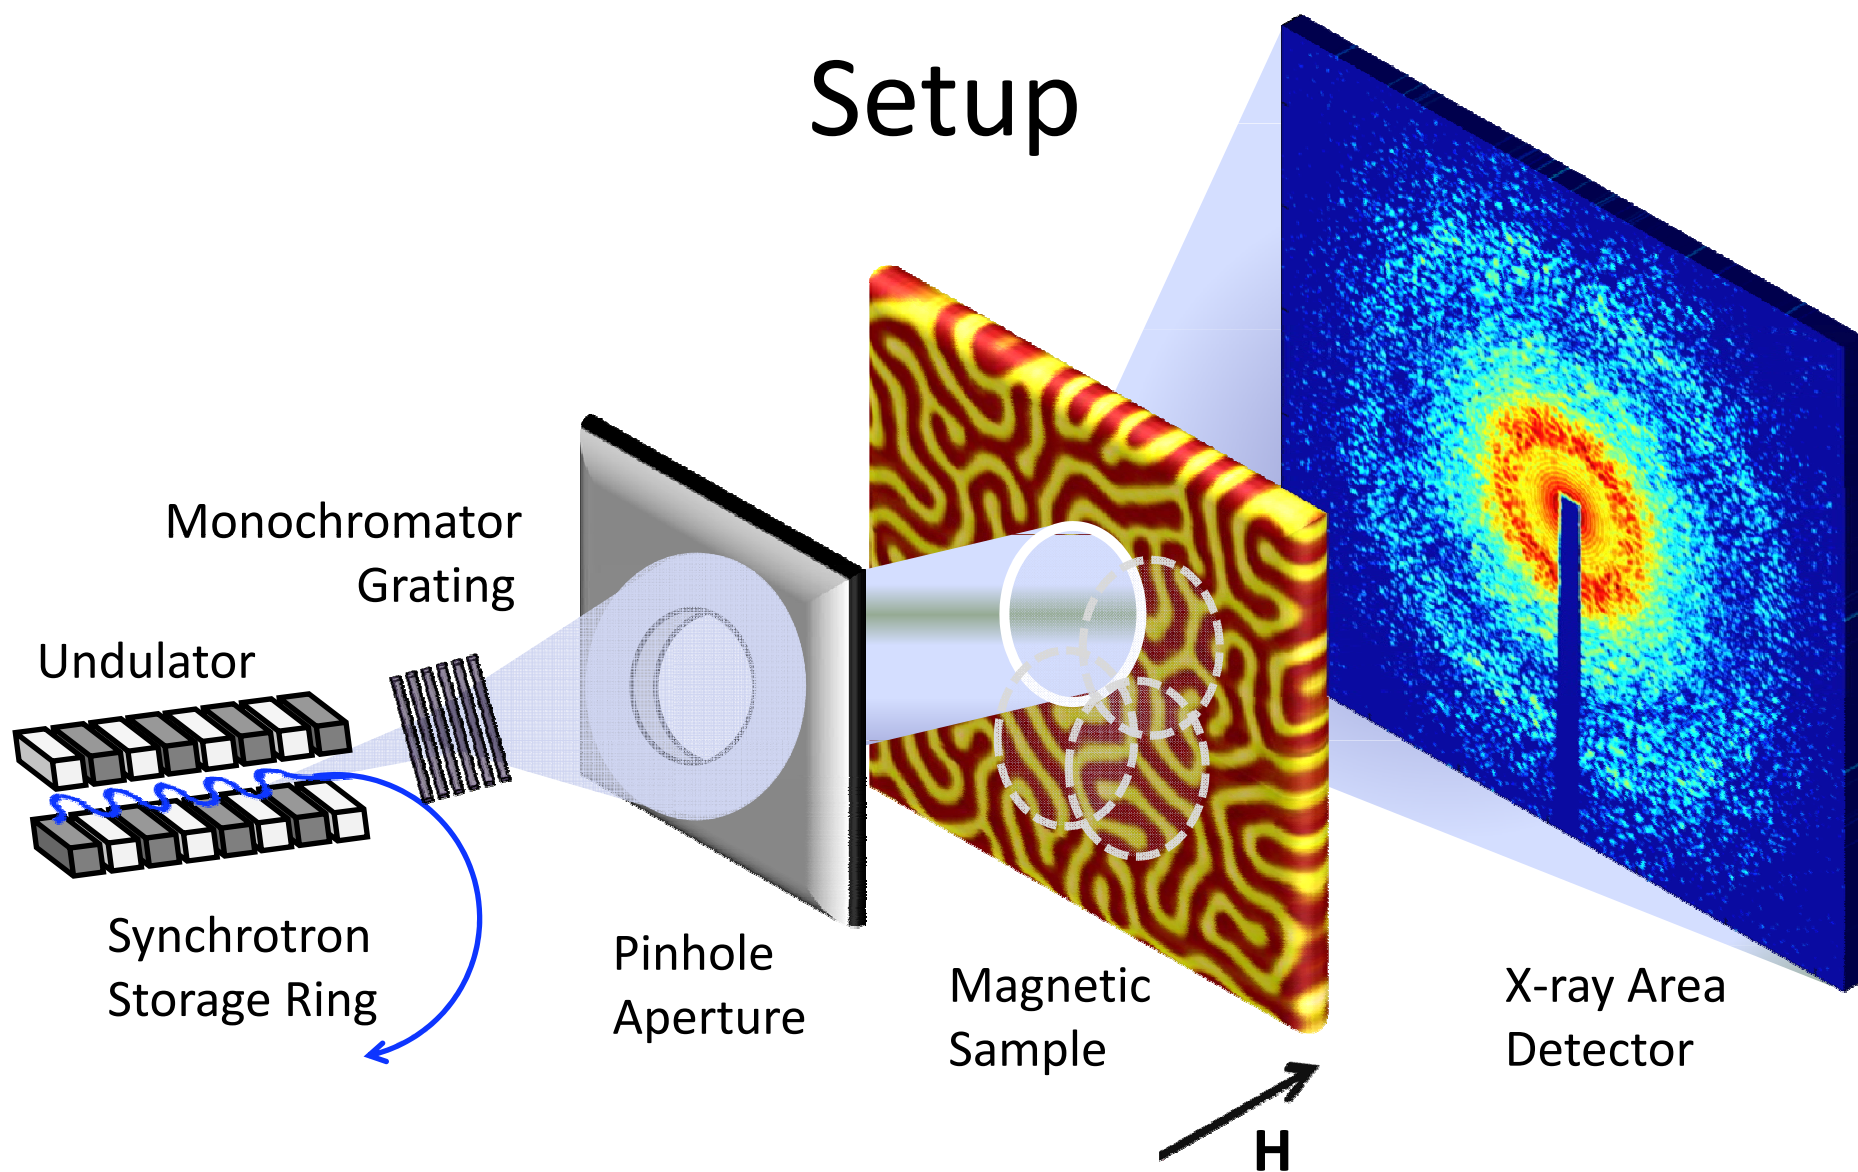 Setup
Monochromator
Grating
Undulator
Synchrotron
Storage Ring
Pinhole
Aperture
Magnetic
Sample
H
X-ray Area
Detector